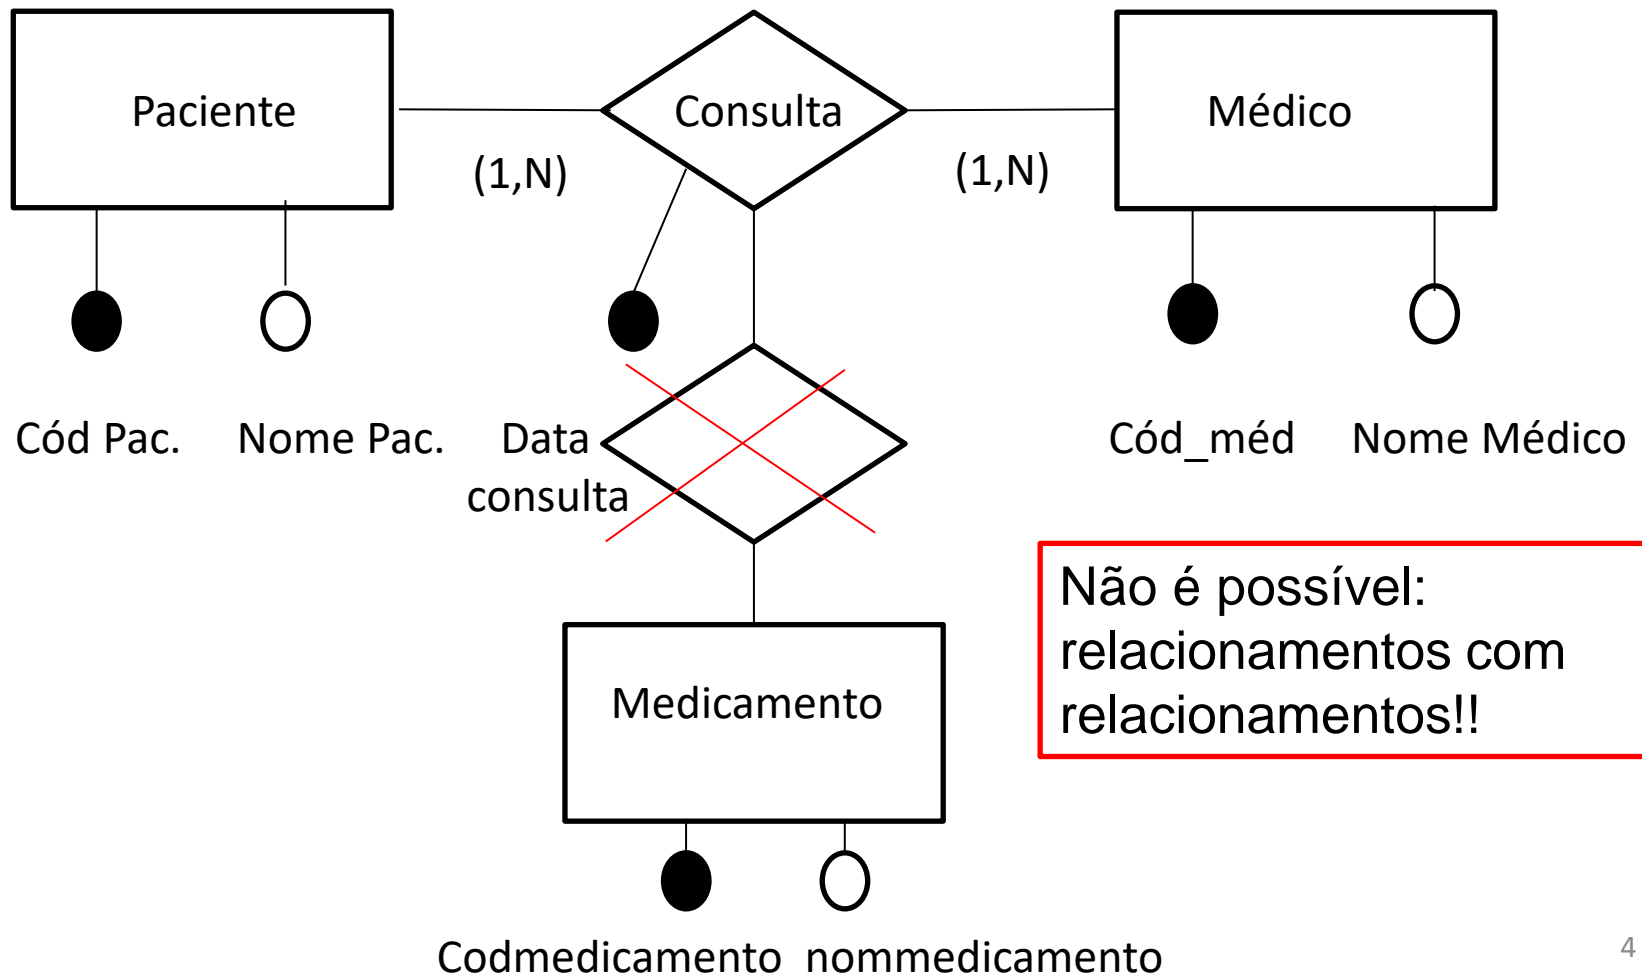 Paciente
Consulta
Médico
(1,N)
(1,N)
Cód Pac.
Nome Pac.
Data
consulta
Cód_méd
Nome Médico
Não é possível:
relacionamentos com
relacionamentos!!
Medicamento
Codmedicamento
nommedicamento
4